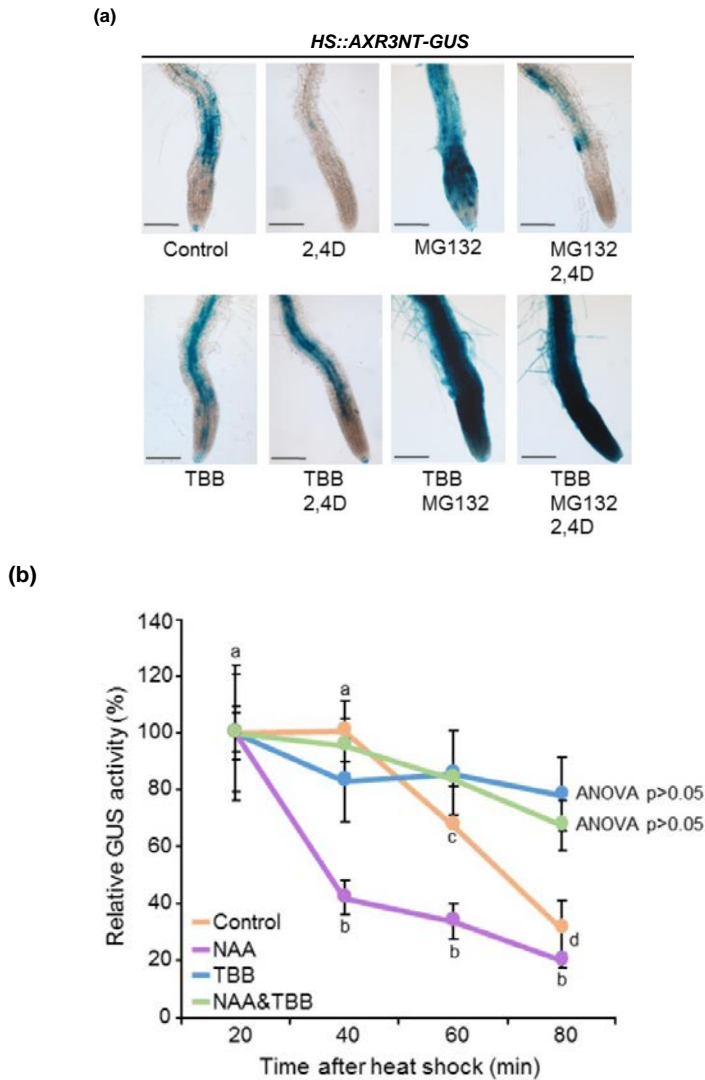 (a)
HS::AXR3NT-GUS
Control
2,4D
MG132
MG132
2,4D
TBB
TBB
2,4D
TBB
MG132
TBB
MG132
2,4D
(b)
Relative GUS activity (%)
140
120
100
80
60
40
20
0
a
a
b
c
b
d
b
ANOVA p>0.05
ANOVA p>0.05
Control
NAA
TBB
NAA&TBB
20
40
60
80
Time after heat shock (min)